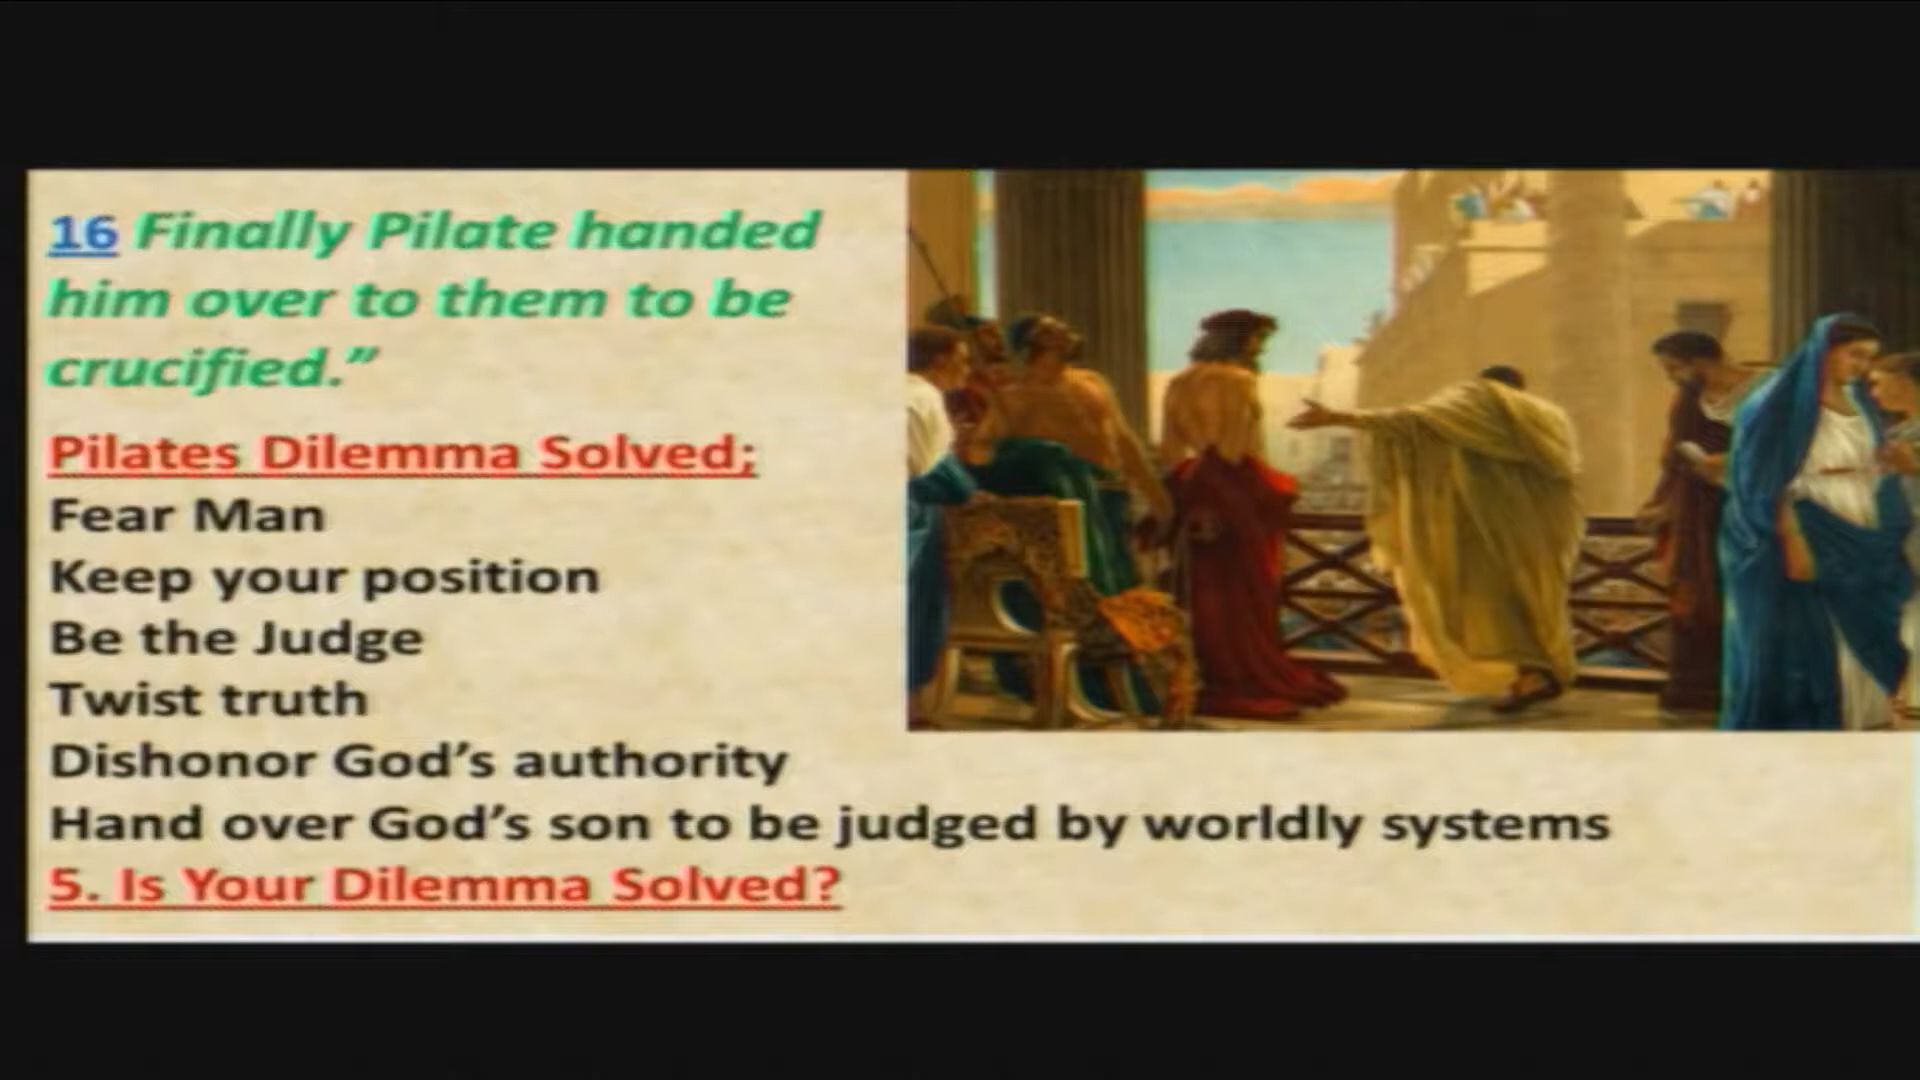 16 Finally Pilate handed
him over to them to be
crucified.”
Pilates Dilemma Solved;
Fear Man
Keep your position
Be the Judge
Twist truth
Dishonor God’s authority
Hand over God’s son to be judged by worldly systems
5. Is Your Dilemma Solved?